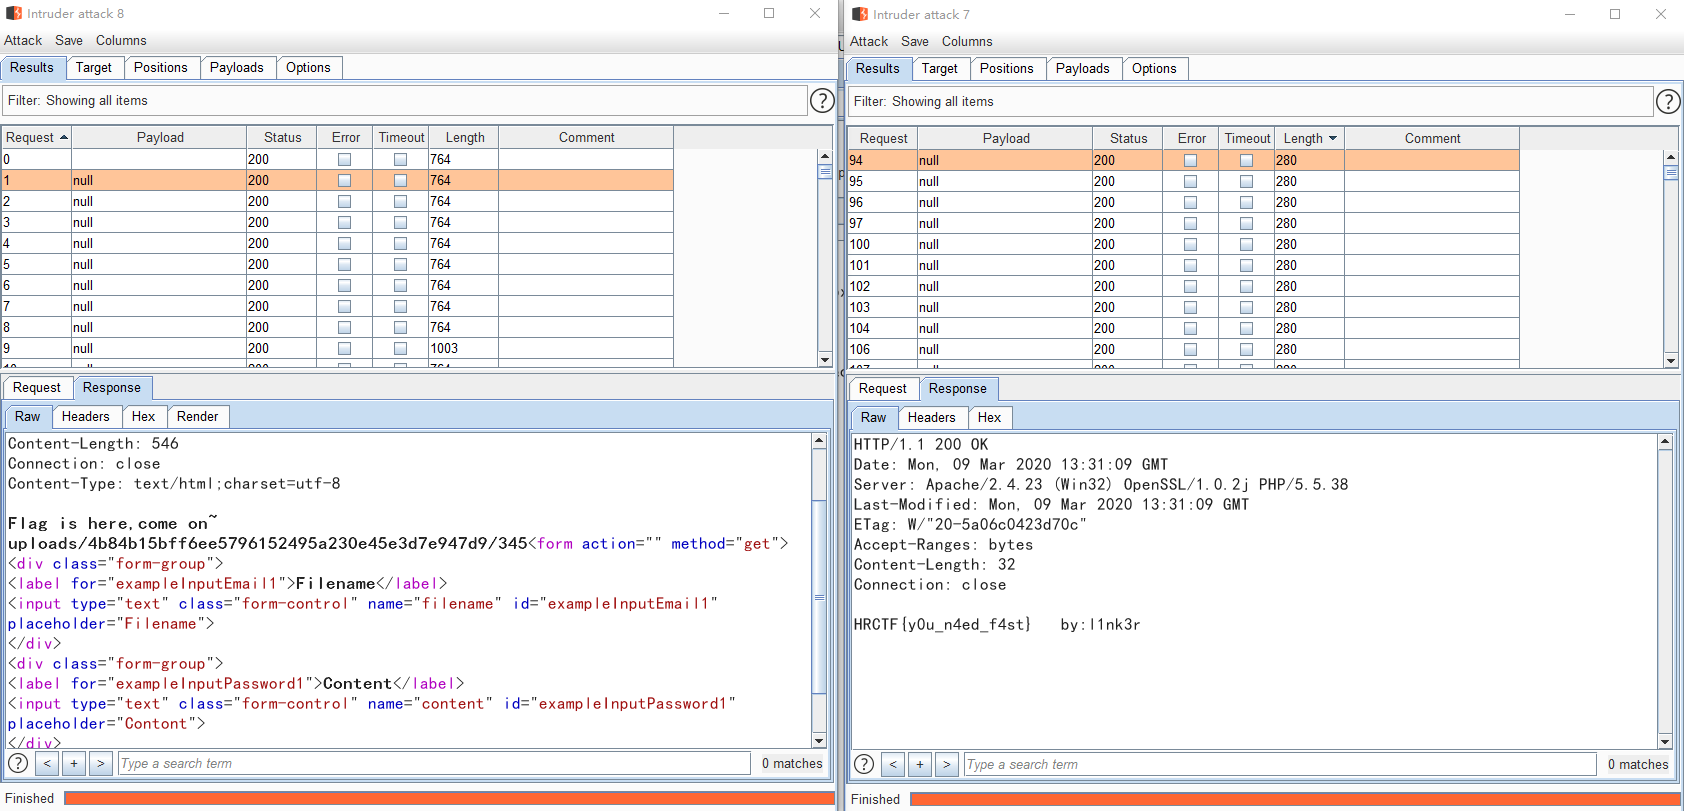 Intruder attack 8
Attack Save Columns
Results Target Positions Payloads Options
Filter: Showing all items
Request Payload Status Error Timeout Length Comment
0 200 764
1 null 200 764
2 null 200 764
3 null 200 764
4 null 200 764
5 null 200 764
6 null 200 764
7 null 200 764
8 null 200 764
9 null 200 1003
Request Response
Raw Headers Hex Render
Content-Length: 546
Connection: close
Content-Type: text/html;charset=utf-8
Flag is here,come on~
uploads/4b84b15bff6ee5796152495a230e45e3d7e947d9/345<form action="" method="get">
<div class="form-group">
<label for="exampleInputEmail1">Filename</label>
<input type="text" class="form-control" name="filename" id="exampleInputEmail1"
placeholder="Filename">
</div>
<div class="form-group">
<label for="exampleInputPassword1">Content</label>
<input type="text" class="form-control" name="content" id="exampleInputPassword1"
placeholder="Contont">
</div>
? < + > Type a search term 0 matches
Finished
Intruder attack 7
Attack Save Columns
Results Target Positions Payloads Options
Filter: Showing all items
Request Payload Status Error Timeout Length Comment
94 null 200 280
95 null 200 280
96 null 200 280
97 null 200 280
100 null 200 280
101 null 200 280
102 null 200 280
103 null 200 280
104 null 200 280
106 null 200 280
Request Response
Raw Headers Hex
HTTP/1.1 200 OK
Date: Mon, 09 Mar 2020 13:31:09 GMT
Server: Apache/2.4.23 (Win32) OpenSSL/1.0.2j PHP/5.5.38
Last-Modified: Mon, 09 Mar 2020 13:31:09 GMT
ETag: W/"20-5a06c0423d70c"
Accept-Ranges: bytes
Content-Length: 32
Connection: close
HRCTF{y0u_n4ed_f4st} by:l1nk3r
? < + > Type a search term 0 matches
Finished